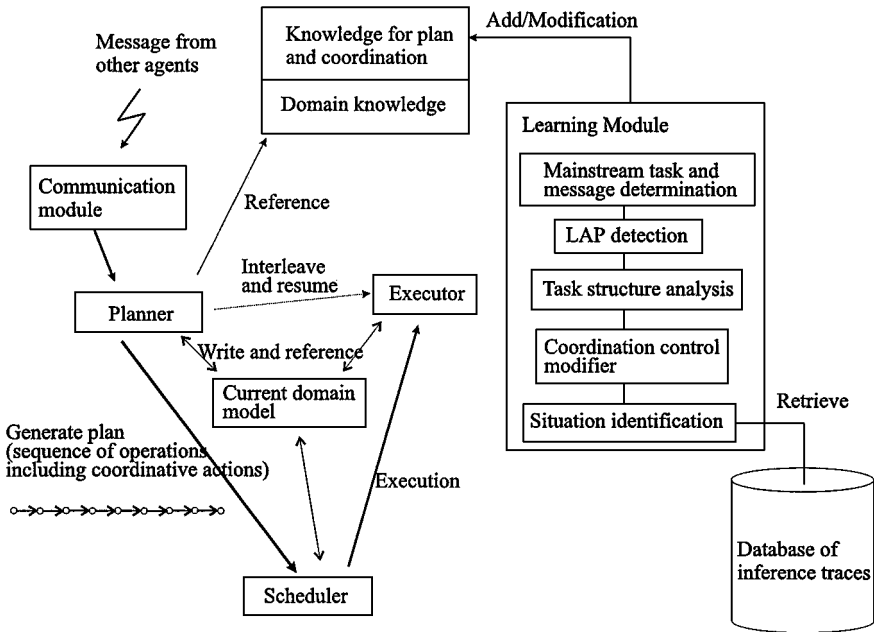 Message from
other agents
Knowledge for plan
and coordination
Domain knowledge
Add/Modification
Learning Module
Mainstream task and
message determination
LAP detection
Task structure analysis
Coordination control
modifier
Situation identification
Retrieve
Database of
inference traces
Communication
module
Reference
Interleave
and resume
Planner
Executor
Write and reference
Current domain
model
Generate plan
(sequence of operations
including coordinative actions)
Execution
Scheduler